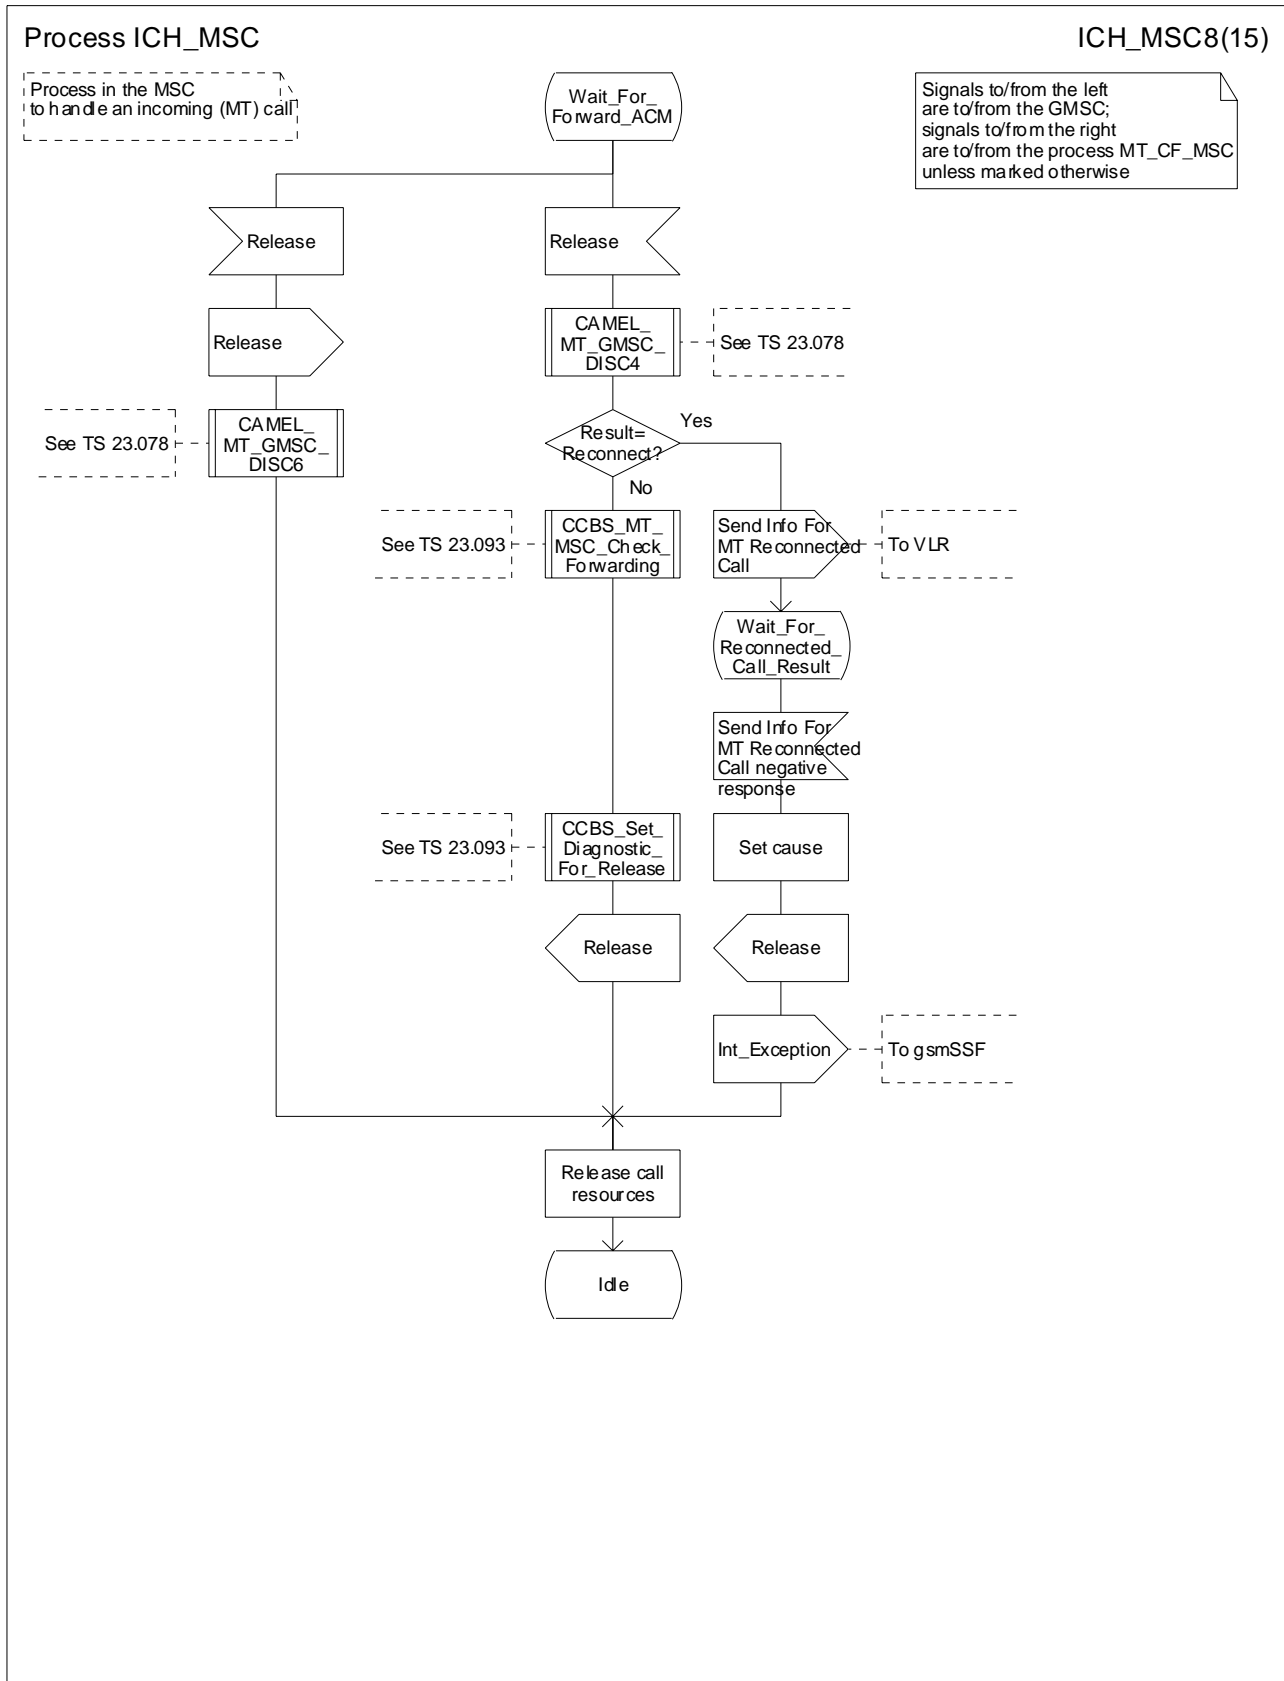 Process ICH_MSC
ICH_MSC8(15)
Process in the MSC
to handle an incoming (MT) call
Wait_For_
Forward_ACM
Signals to/from the left
are to/from the GMSC;
signals to/from the right
are to/from the process MT_CF_MSC
unless marked otherwise
Release
Release
Release
CAMEL_
MT_GMSC_
DISC4
See TS 23.078
See TS 23.078
CAMEL_
MT_GMSC_
DISC6
Result=
Reconnect?
Yes
No
See TS 23.093
CCBS_MT_
MSC_Check_
Forwarding
Send Info For
MT Reconnected
Call
To VLR
Wait_For_
Reconnected_
Call_Result
Send Info For
MT Reconnected
Call negative
response
See TS 23.093
CCBS_Set_
Diagnostic_
For_Release
Set cause
Release
Release
Int_Exception
To gsmSSF
Release call
resources
Idle